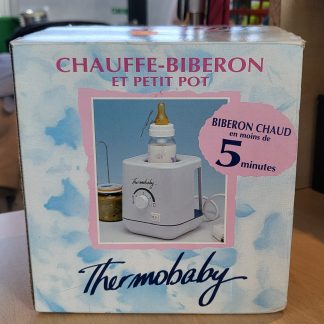 CHAUFFE-BIBERON
ET PETIT POT
BIBERON CHAUD
en moins de
5 minutes
Thermobaby
Thermobaby